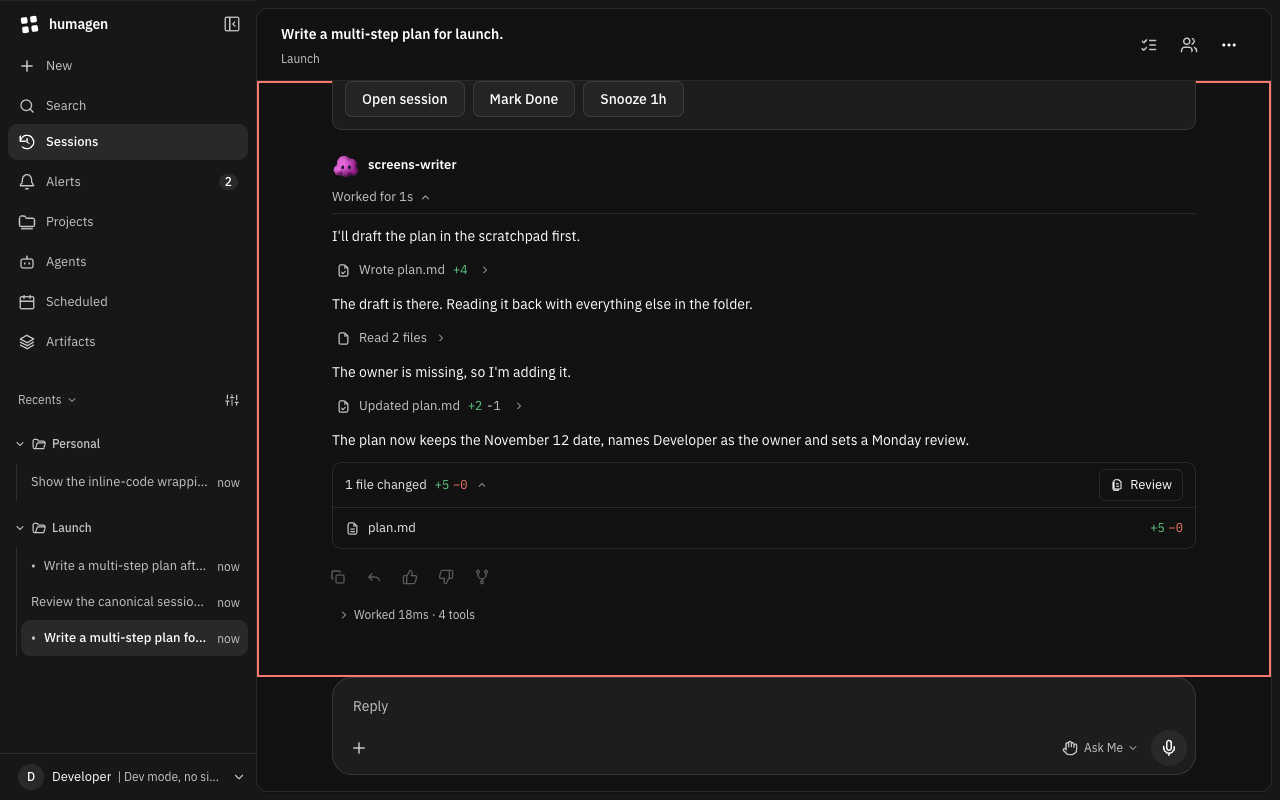 humagen
New
Search
Sessions
Alerts 2
Projects
Agents
Scheduled
Artifacts
Recents
Personal
Show the inline-code wrappi... now
Launch
Write a multi-step plan aft... now
Review the canonical sessio... now
Write a multi-step plan fo... now
D Developer | Dev mode, no si...
Write a multi-step plan for launch.
Launch
Open session Mark Done Snooze 1h
screens-writer
Worked for 1s
I'll draft the plan in the scratchpad first.
Wrote plan.md +4
The draft is there. Reading it back with everything else in the folder.
Read 2 files
The owner is missing, so I'm adding it.
Updated plan.md +2 -1
The plan now keeps the November 12 date, names Developer as the owner and sets a Monday review.
1 file changed +5 −0 Review
plan.md +5 −0
Worked 18ms · 4 tools
Reply
Ask Me